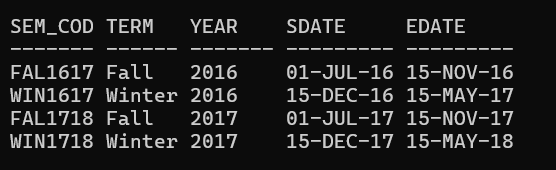 SEM_COD TERM   YEAR    SDATE     EDATE
------- ------ ------- --------- ---------
FAL1617 Fall   2016    01-JUL-16 15-NOV-16
WIN1617 Winter 2016    15-DEC-16 15-MAY-17
FAL1718 Fall   2017    01-JUL-17 15-NOV-17
WIN1718 Winter 2017    15-DEC-17 15-MAY-18